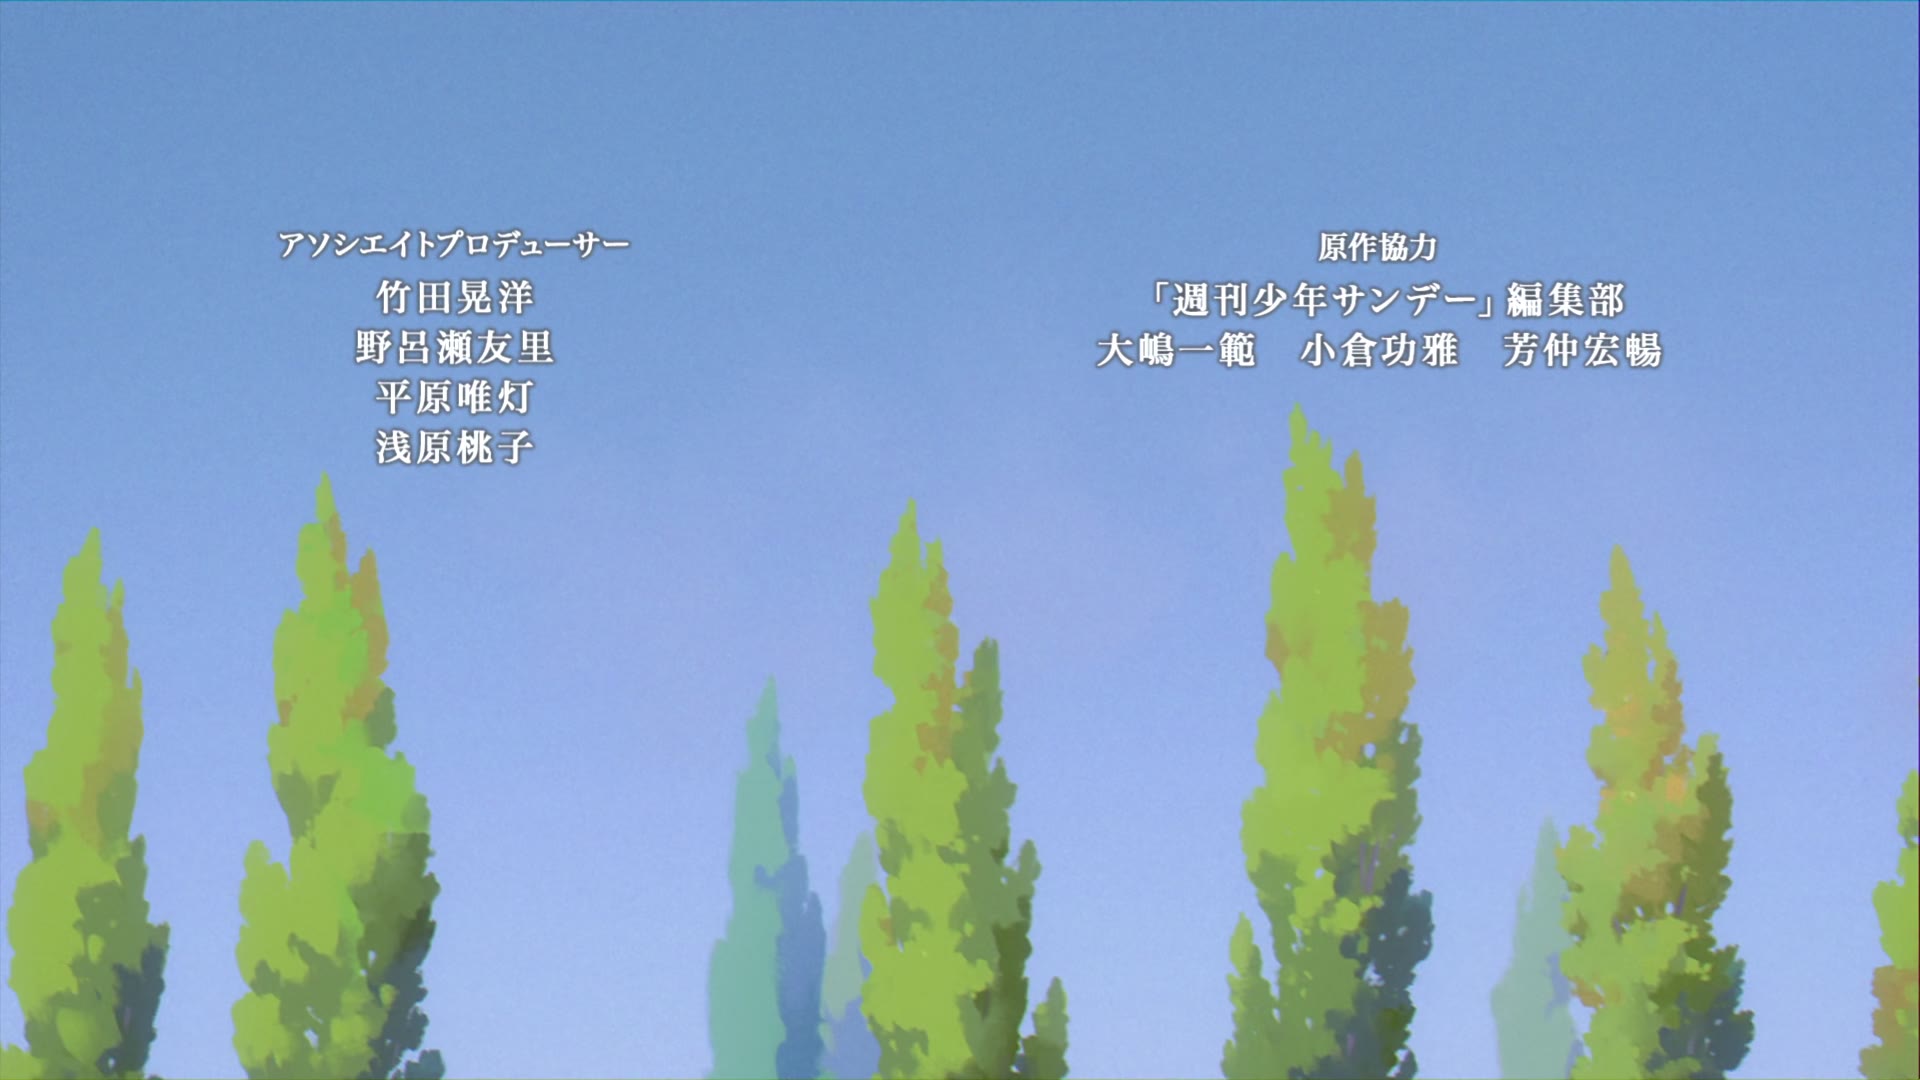 アソシエイトプロデューサー
竹田晃洋
野呂瀬友里
平原唯灯
浅原桃子
原作協力
「週刊少年サンデー」編集部
大嶋一範　小倉功雅　芳仲宏暢